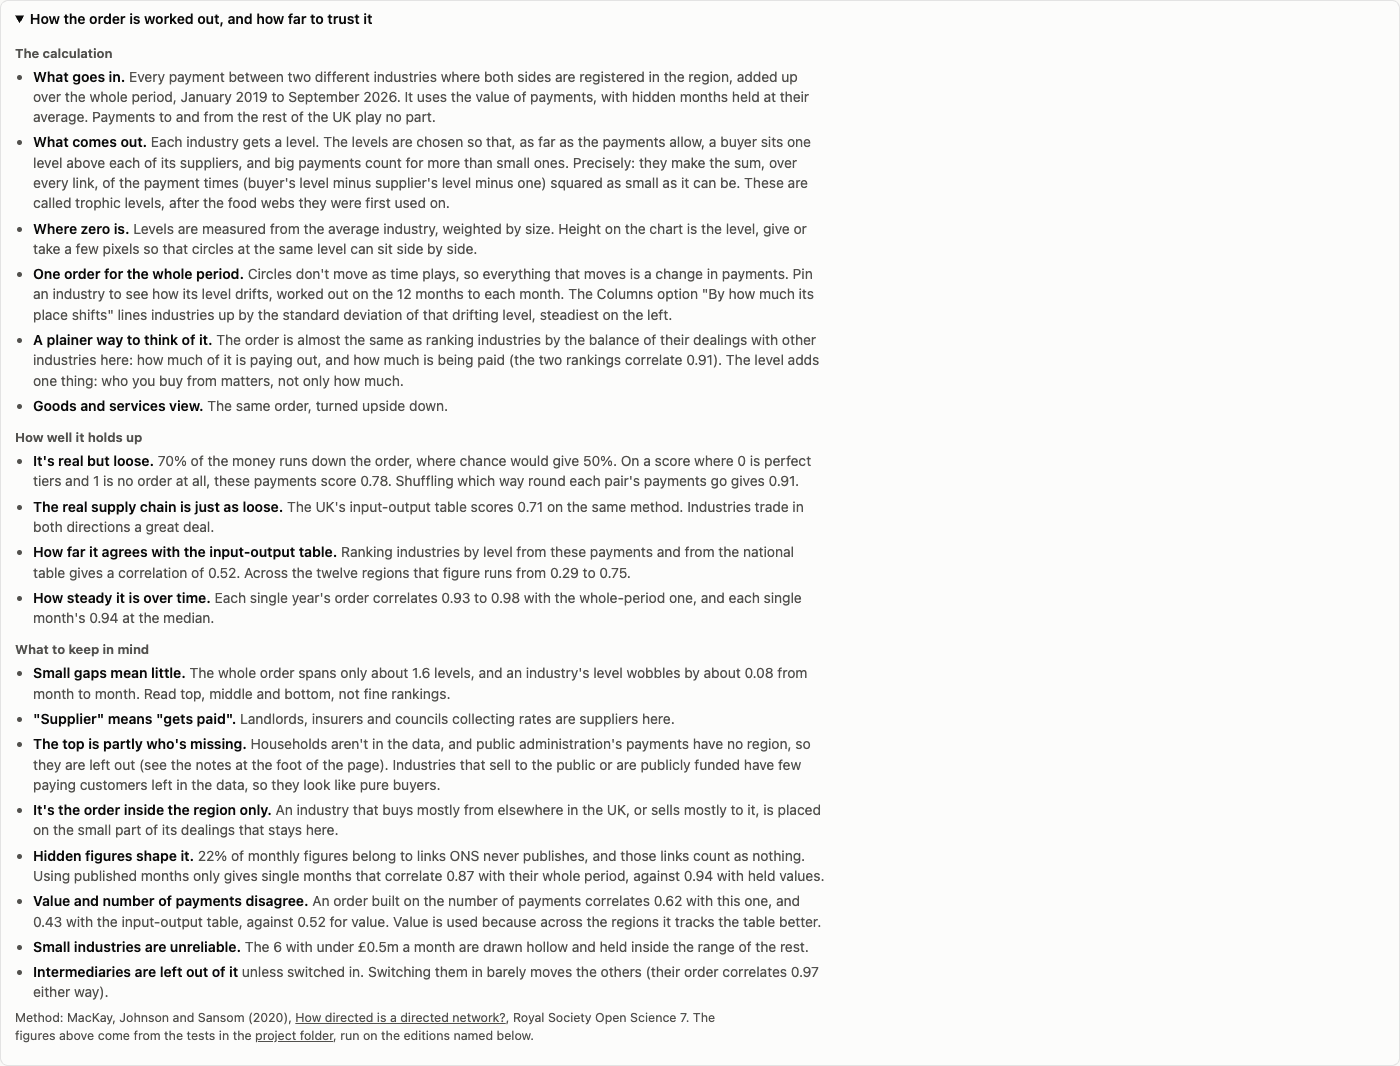 ▼ How the order is worked out, and how far to trust it
The calculation
• What goes in. Every payment between two different industries where both sides are registered in the region, added up
over the whole period, January 2019 to September 2026. It uses the value of payments, with hidden months held at their
average. Payments to and from the rest of the UK play no part.
• What comes out. Each industry gets a level. The levels are chosen so that, as far as the payments allow, a buyer sits one
level above each of its suppliers, and big payments count for more than small ones. Precisely: they make the sum, over
every link, of the payment times (buyer's level minus supplier's level minus one) squared as small as it can be. These are
called trophic levels, after the food webs they were first used on.
• Where zero is. Levels are measured from the average industry, weighted by size. Height on the chart is the level, give or
take a few pixels so that circles at the same level can sit side by side.
• One order for the whole period. Circles don't move as time plays, so everything that moves is a change in payments. Pin
an industry to see how its level drifts, worked out on the 12 months to each month. The Columns option "By how much its
place shifts" lines industries up by the standard deviation of that drifting level, steadiest on the left.
• A plainer way to think of it. The order is almost the same as ranking industries by the balance of their dealings with other
industries here: how much of it is paying out, and how much is being paid (the two rankings correlate 0.91). The level adds
one thing: who you buy from matters, not only how much.
• Goods and services view. The same order, turned upside down.
How well it holds up
• It's real but loose. 70% of the money runs down the order, where chance would give 50%. On a score where 0 is perfect
tiers and 1 is no order at all, these payments score 0.78. Shuffling which way round each pair's payments go gives 0.91.
• The real supply chain is just as loose. The UK's input-output table scores 0.71 on the same method. Industries trade in
both directions a great deal.
• How far it agrees with the input-output table. Ranking industries by level from these payments and from the national
table gives a correlation of 0.52. Across the twelve regions that figure runs from 0.29 to 0.75.
• How steady it is over time. Each single year's order correlates 0.93 to 0.98 with the whole-period one, and each single
month's 0.94 at the median.
What to keep in mind
• Small gaps mean little. The whole order spans only about 1.6 levels, and an industry's level wobbles by about 0.08 from
month to month. Read top, middle and bottom, not fine rankings.
• "Supplier" means "gets paid". Landlords, insurers and councils collecting rates are suppliers here.
• The top is partly who's missing. Households aren't in the data, and public administration's payments have no region, so
they are left out (see the notes at the foot of the page). Industries that sell to the public or are publicly funded have few
paying customers left in the data, so they look like pure buyers.
• It's the order inside the region only. An industry that buys mostly from elsewhere in the UK, or sells mostly to it, is placed
on the small part of its dealings that stays here.
• Hidden figures shape it. 22% of monthly figures belong to links ONS never publishes, and those links count as nothing.
Using published months only gives single months that correlate 0.87 with their whole period, against 0.94 with held values.
• Value and number of payments disagree. An order built on the number of payments correlates 0.62 with this one, and
0.43 with the input-output table, against 0.52 for value. Value is used because across the regions it tracks the table better.
• Small industries are unreliable. The 6 with under £0.5m a month are drawn hollow and held inside the range of the rest.
• Intermediaries are left out of it unless switched in. Switching them in barely moves the others (their order correlates 0.97
either way).
Method: MacKay, Johnson and Sansom (2020), How directed is a directed network?, Royal Society Open Science 7. The
figures above come from the tests in the project folder, run on the editions named below.